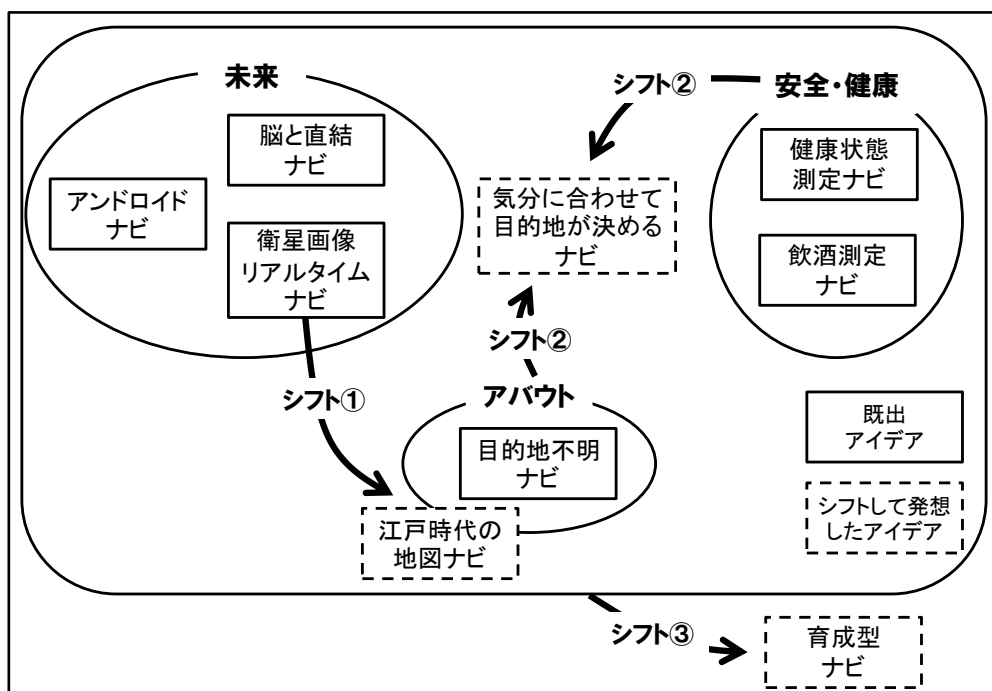 未来
脳と直結
ナビ
アンドロイド
ナビ
衛星画像
リアルタイム
ナビ
シフト②
安全・健康
気分に合わせて
目的地が決める
ナビ
健康状態
測定ナビ
飲酒測定
ナビ
シフト②
シフト①
アバウト
目的地不明
ナビ
江戸時代の
地図ナビ
既出
アイデア
シフトして発想
したアイデア
シフト③
育成型
ナビ